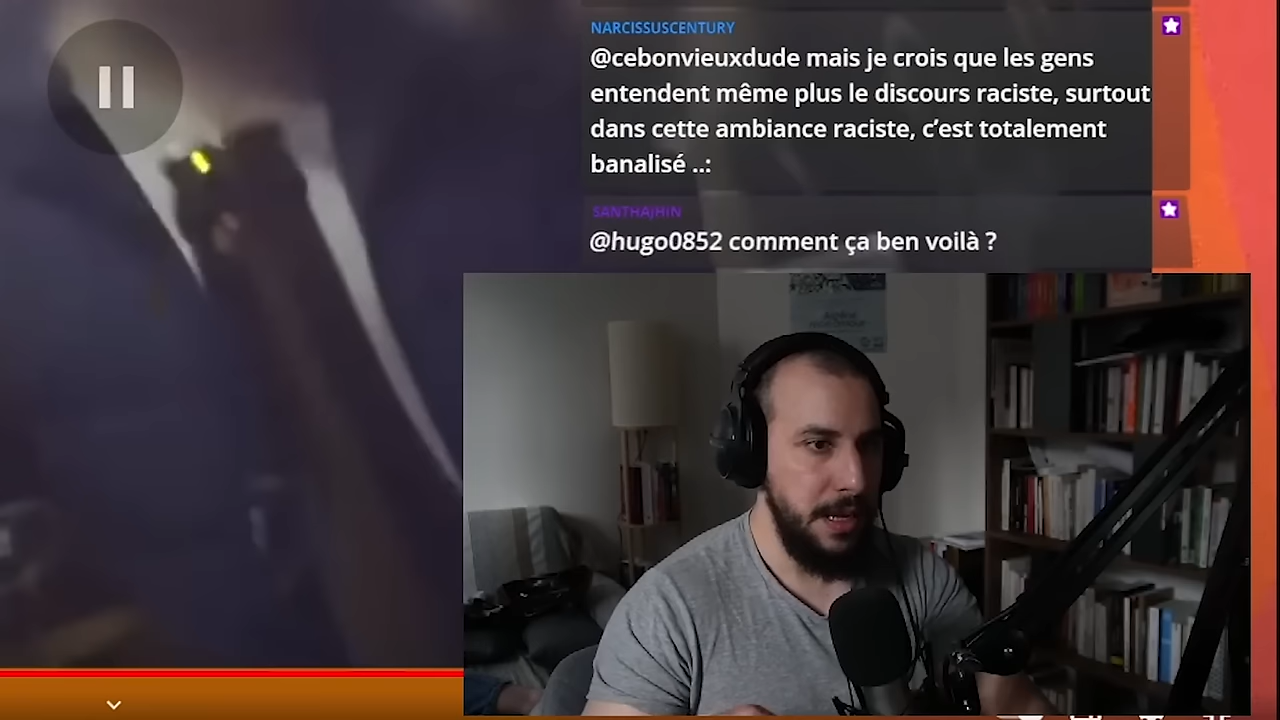 NARCISSUSCENTURY
@cebonvieuxdude mais je crois que les gens
entendent même plus le discours raciste, surtout
dans cette ambiance raciste, c'est totalement
banalisé ..:
SANTHAJHIN
@hugo0852 comment ça ben voilà ?